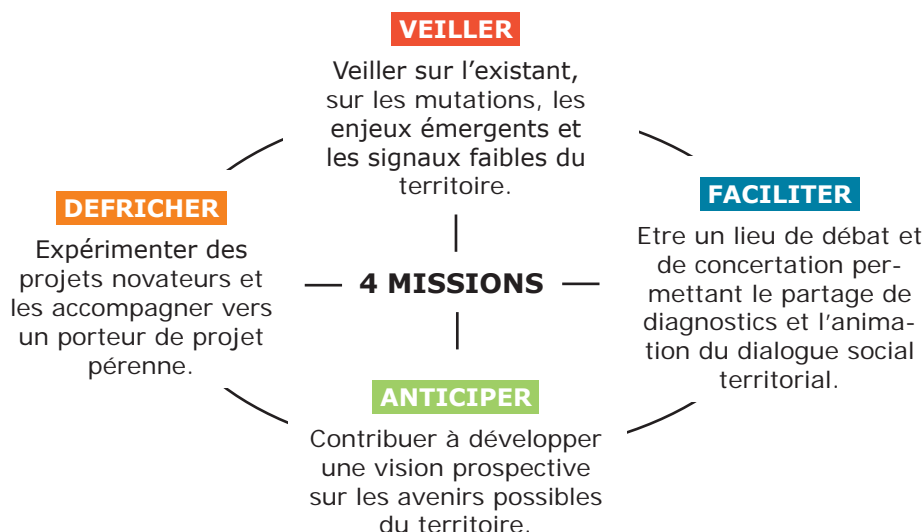 VEILLER
Veiller sur l'existant,
sur les mutations, les
enjeux émergents et
les signaux faibles du
territoire.
DEFRICHER
Expérimenter des
projets novateurs et
les accompagner vers
un porteur de projet
pérenne.
4 MISSIONS
FACILITER
Etre un lieu de débat et
de concertation per-
mettant le partage de
diagnostics et l'anima-
tion du dialogue social
territorial.
ANTICIPER
Contribuer à développer
une vision prospective
sur les avenirs possibles
du territoire.